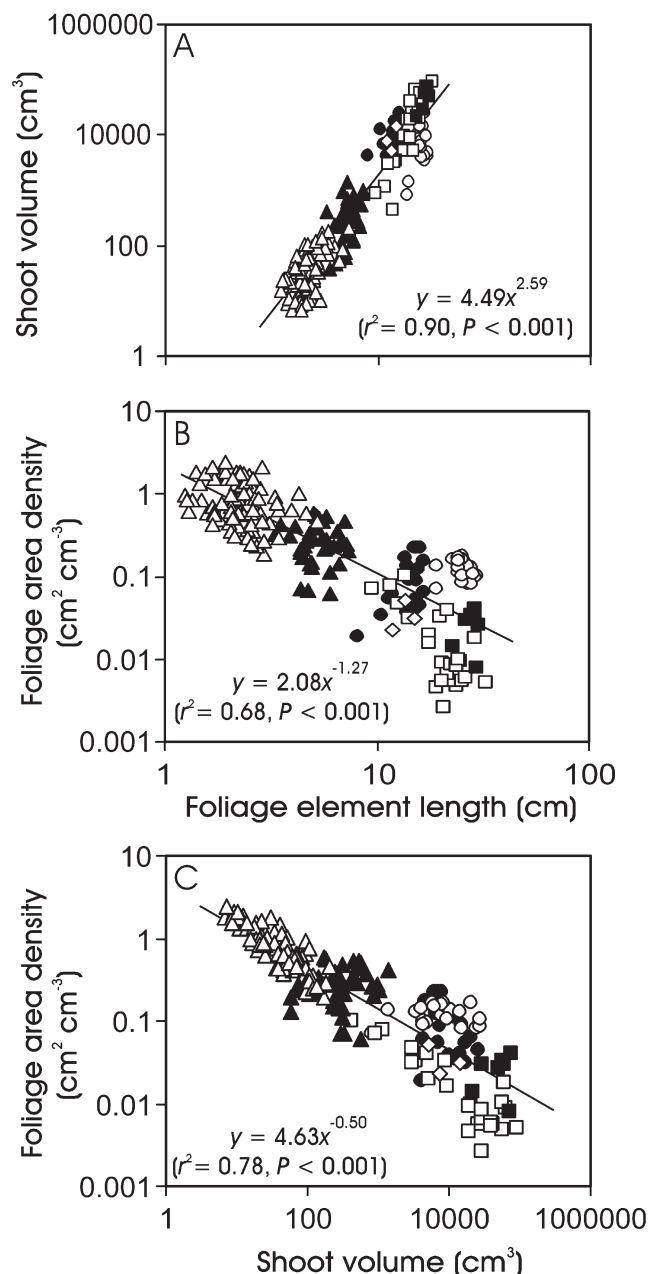 1000000
A
10000
100
1
Shoot volume (cm³)
y = 4.49x^2.59
(r² = 0.90, P < 0.001)
10
B
1
0.1
0.01
0.001
Foliage area density
(cm² cm⁻³)
y = 2.08x^-1.27
(r² = 0.68, P < 0.001)
1 10 100
Foliage element length (cm)
10
C
1
0.1
0.01
0.001
Foliage area density
(cm² cm⁻³)
y = 4.63x^-0.50
(r² = 0.78, P < 0.001)
1 100 10000 1000000
Shoot volume (cm³)